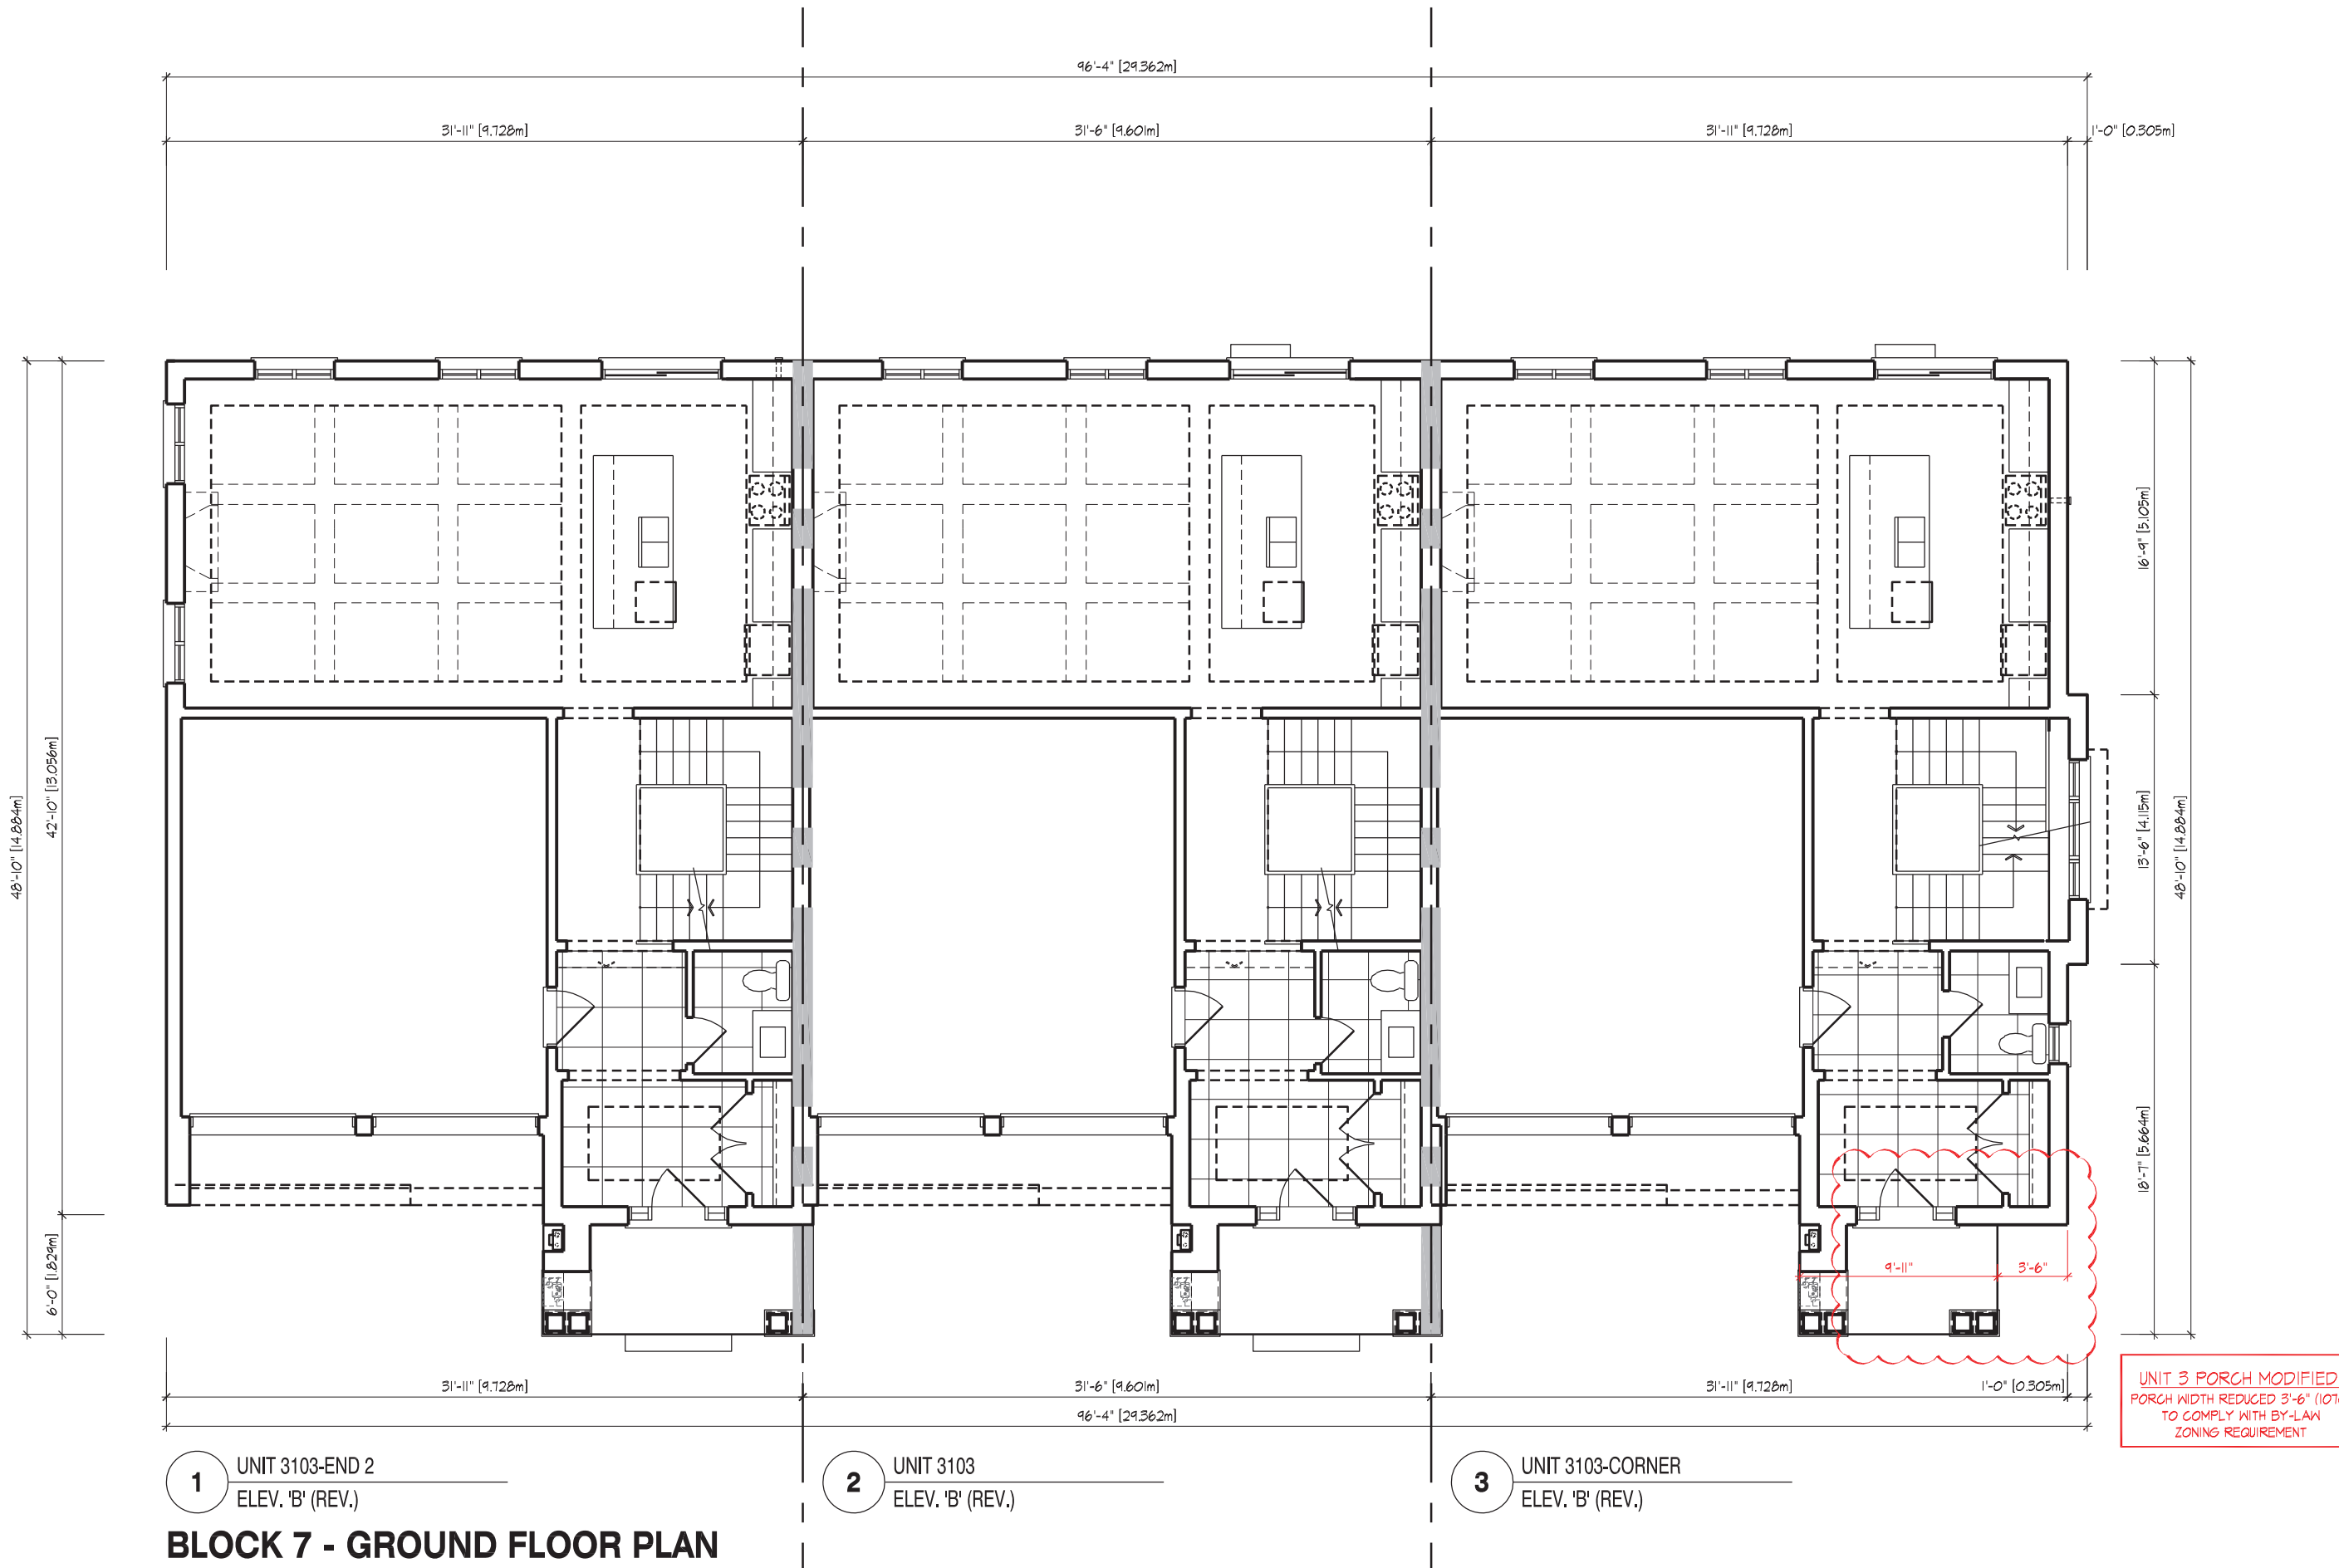 96'-4" [29.362m]
31'-11" [9.728m]
31'-6" [9.601m]
31'-11" [9.728m]
1'-0" [0.305m]
48'-10" [14.884m]
42'-10" [13.056m]
6'-0" [1.829m]
16'-9" [5.105m]
13'-6" [4.115m]
48'-10" [14.884m]
18'-7" [5.664m]
9'-11"
3'-6"
31'-11" [9.728m]
31'-6" [9.601m]
31'-11" [9.728m]
1'-0" [0.305m]
96'-4" [29.362m]
UNIT 3 PORCH MODIFIED
PORCH WIDTH REDUCED 3'-6"
TO COMPLY WITH BY-LAW
ZONING REQUIREMENT
1
UNIT 3103-END 2
ELEV. 'B' (REV.)
2
UNIT 3103
ELEV. 'B' (REV.)
3
UNIT 3103-CORNER
ELEV. 'B' (REV.)
BLOCK 7 - GROUND FLOOR PLAN